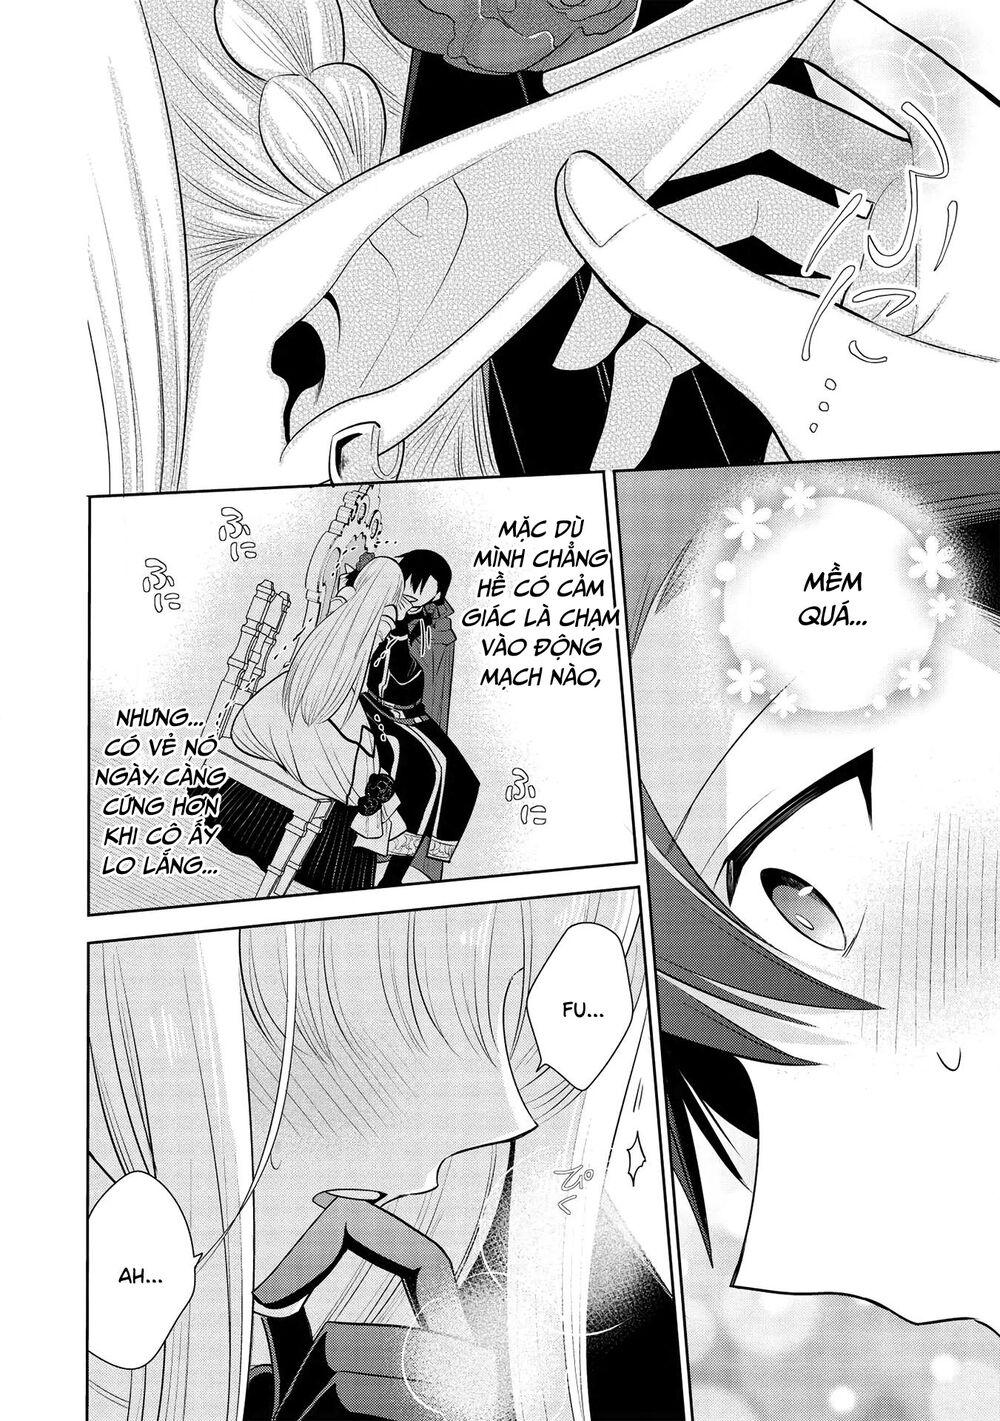 ふに
MỀM
QUÁ...
MẶC DÙ
MÌNH CHẲNG
HỀ CÓ CẢM
GIÁC LÀ CHẠM
VÀO ĐỘNG
MẠCH NÀO,
ふに
ふに
ふに
NHƯNG...
CÓ VẺ NÓ
NGÀY CÀNG
CỨNG HƠN
KHI CÔ ẤY
LO LẮNG...
FU...
ぴく
AH...